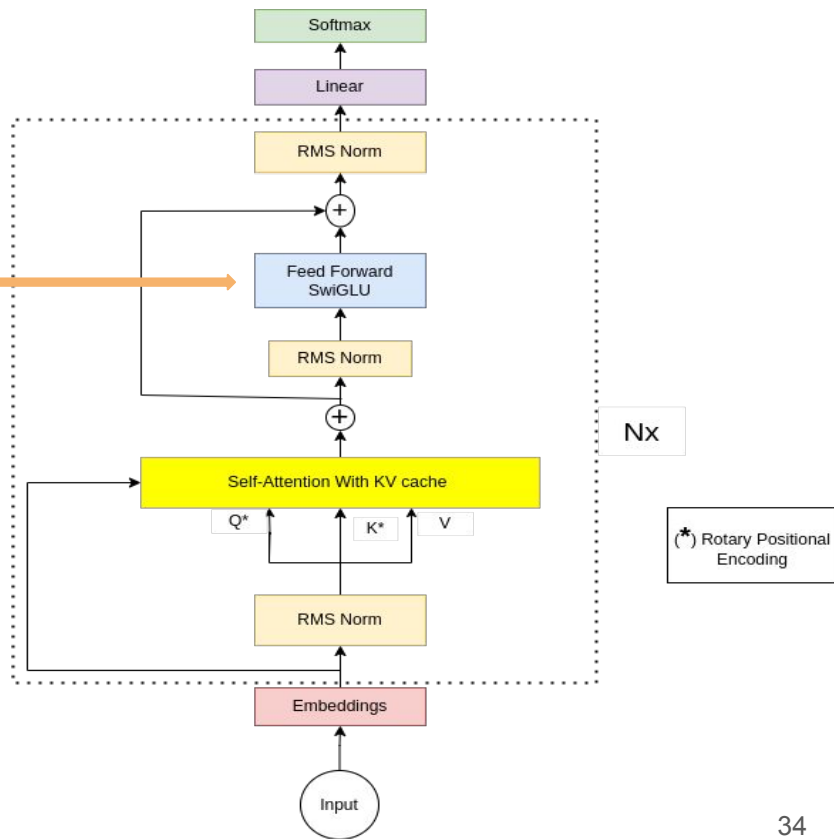 Softmax
Linear
RMS Norm
+
Feed Forward
SwiGLU
RMS Norm
+
Nx
Self-Attention With KV cache
Q*
K*
V
(*) Rotary Positional
Encoding
RMS Norm
Embeddings
Input
34